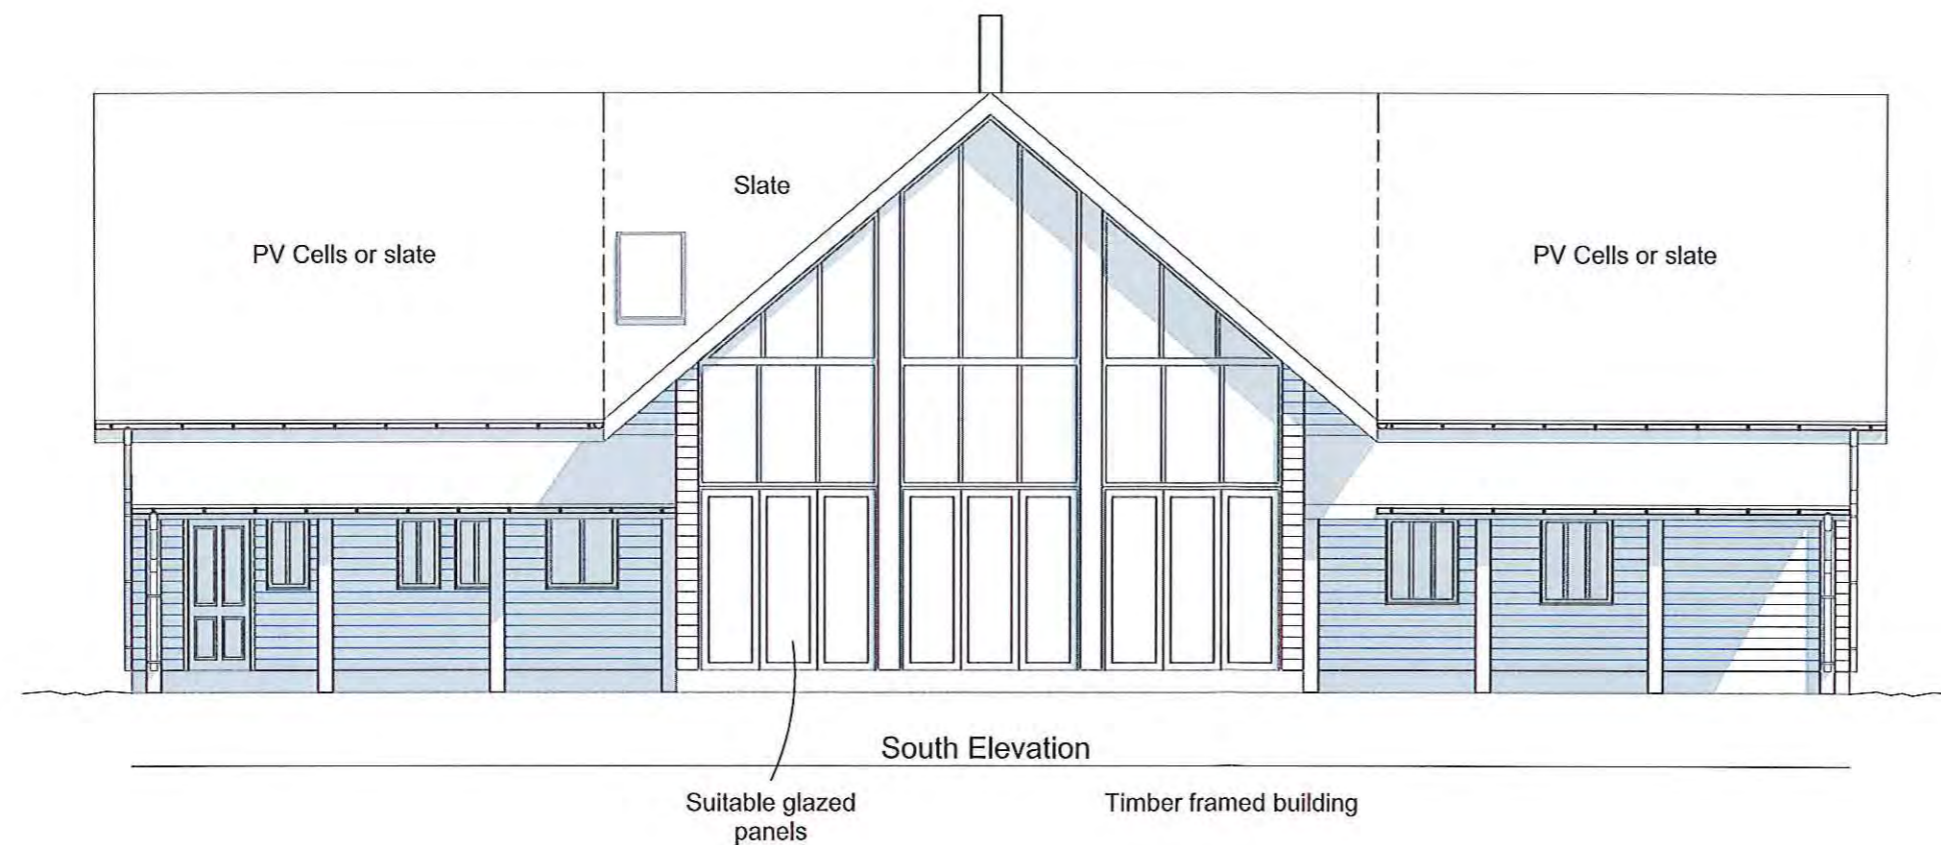 Slate
PV Cells or slate
PV Cells or slate
South Elevation
Suitable glazed
panels
Timber framed building